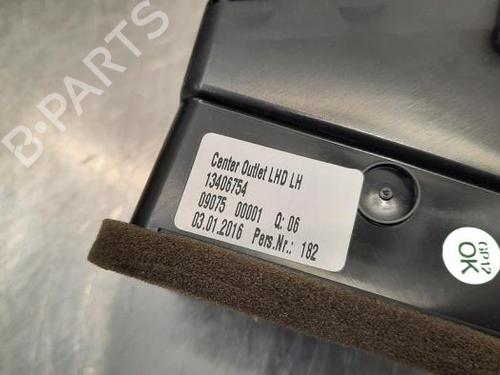 B-PARTS
Center Outlet LHD LH
13406754
09075 00001 Q: 06
03.01.2016 Pers.Nr.: 182
GP12
OK